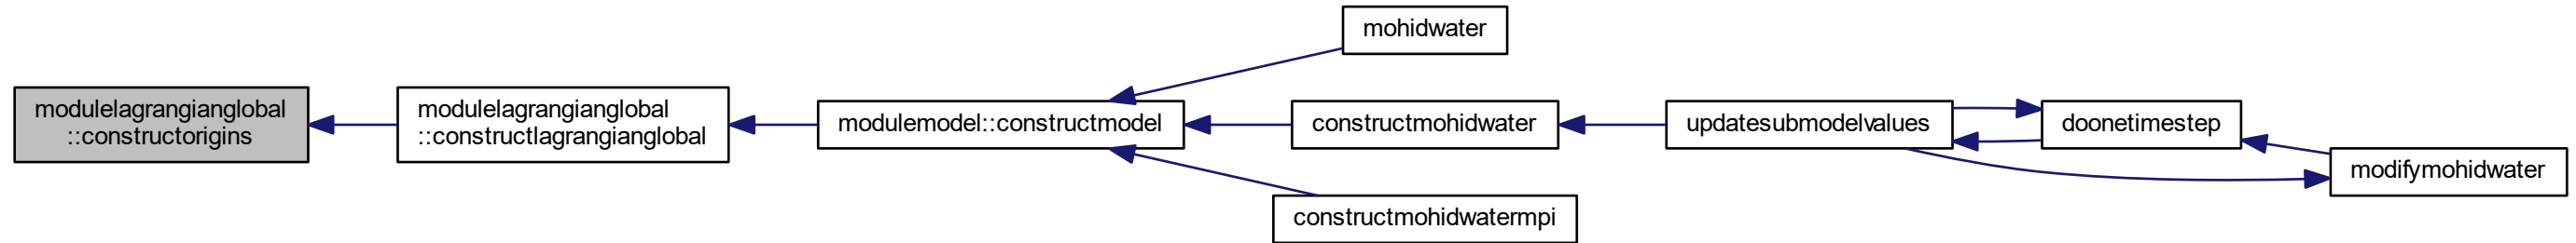 modulelagrangianglobal
::constructorigins
modulelagrangianglobal
::constructlagrangianglobal
modulemodel::constructmodel
mohidwater
constructmohidwater
constructmohidwatermpi
updatesubmodelvalues
doonetimestep
modifymohidwater